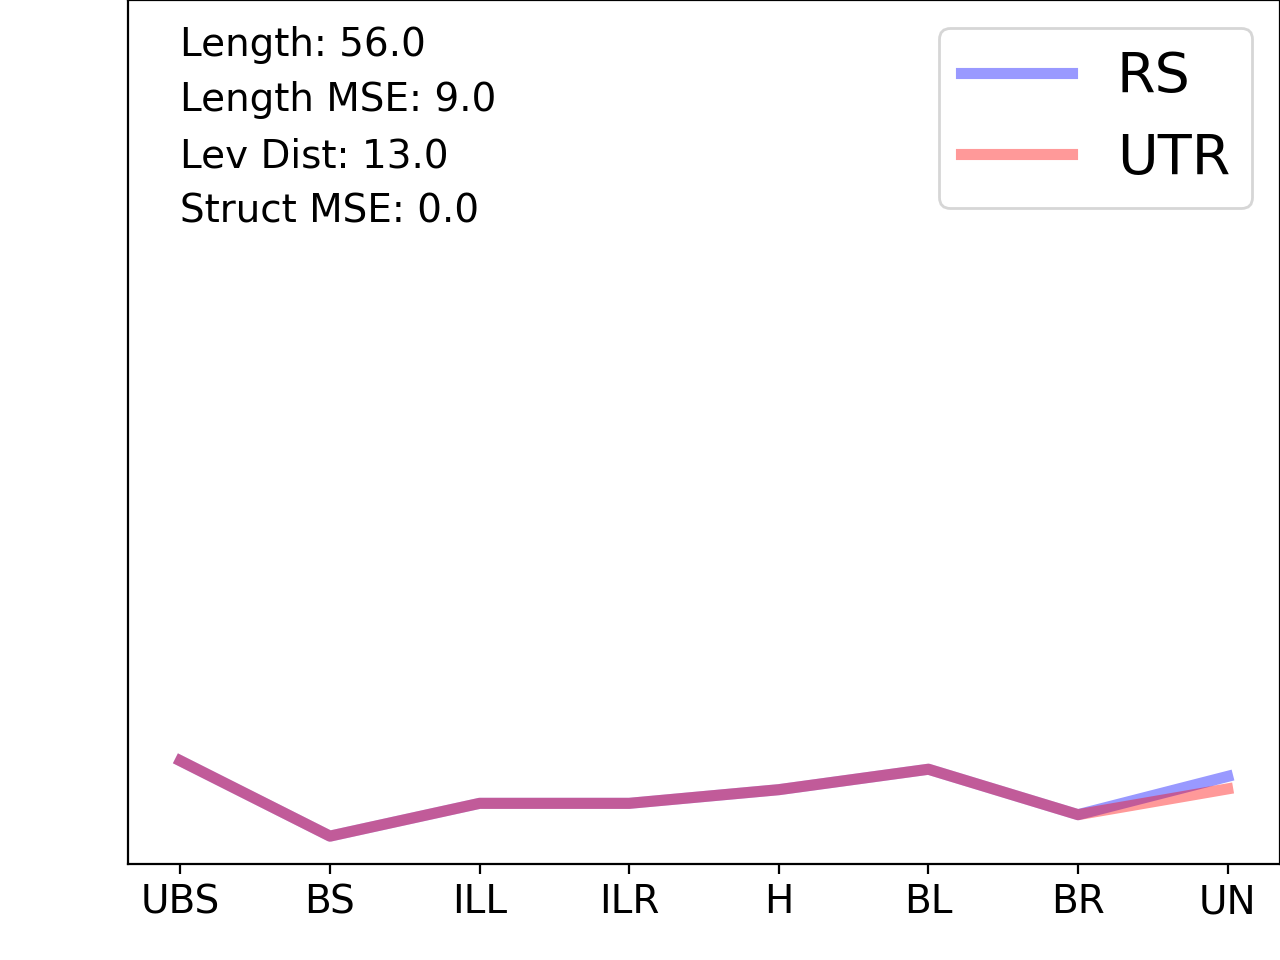 Length: 56.0
Length MSE: 9.0
Lev Dist: 13.0
Struct MSE: 0.0
RS
UTR
UBS BS ILL ILR H BL BR UN